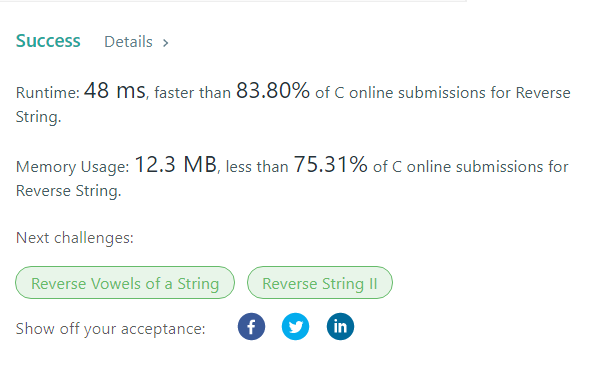 Success Details >
Runtime: 48 ms, faster than 83.80% of C online submissions for Reverse
String.
Memory Usage: 12.3 MB, less than 75.31% of C online submissions for
Reverse String.
Next challenges:
Reverse Vowels of a String Reverse String II
Show off your acceptance: f in